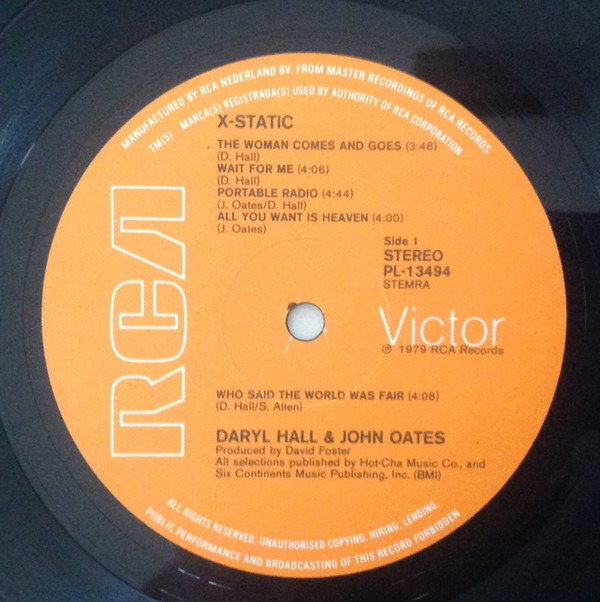 MANUFACTURED BY RCA NEDERLAND BV. FROM MASTER RECORDINGS OF RCA RECORDS
TM(S) MARCA(S) REGISTRADA(S) USED BY AUTHORITY OF RCA CORPORATION
X-STATIC
THE WOMAN COMES AND GOES (3:48)
(D. Hall)
WAIT FOR ME (4:06)
(D. Hall)
PORTABLE RADIO (4:44)
(J. Oates/D. Hall)
ALL YOU WANT IS HEAVEN (4:00)
(J. Oates)
Side 1
STEREO
PL-13494
STEMRA
RCA
Victor
℗ 1979 RCA Records
WHO SAID THE WORLD WAS FAIR (4:08)
(D. Hall/S. Allen)
DARYL HALL & JOHN OATES
Produced by David Foster
All selections published by Hot-Cha Music Co., and
Six Continents Music Publishing, Inc. (BMI)
ALL RIGHTS RESERVED. UNAUTHORISED COPYING, HIRING, LENDING,
PUBLIC PERFORMANCE AND BROADCASTING OF THIS RECORD FORBIDDEN